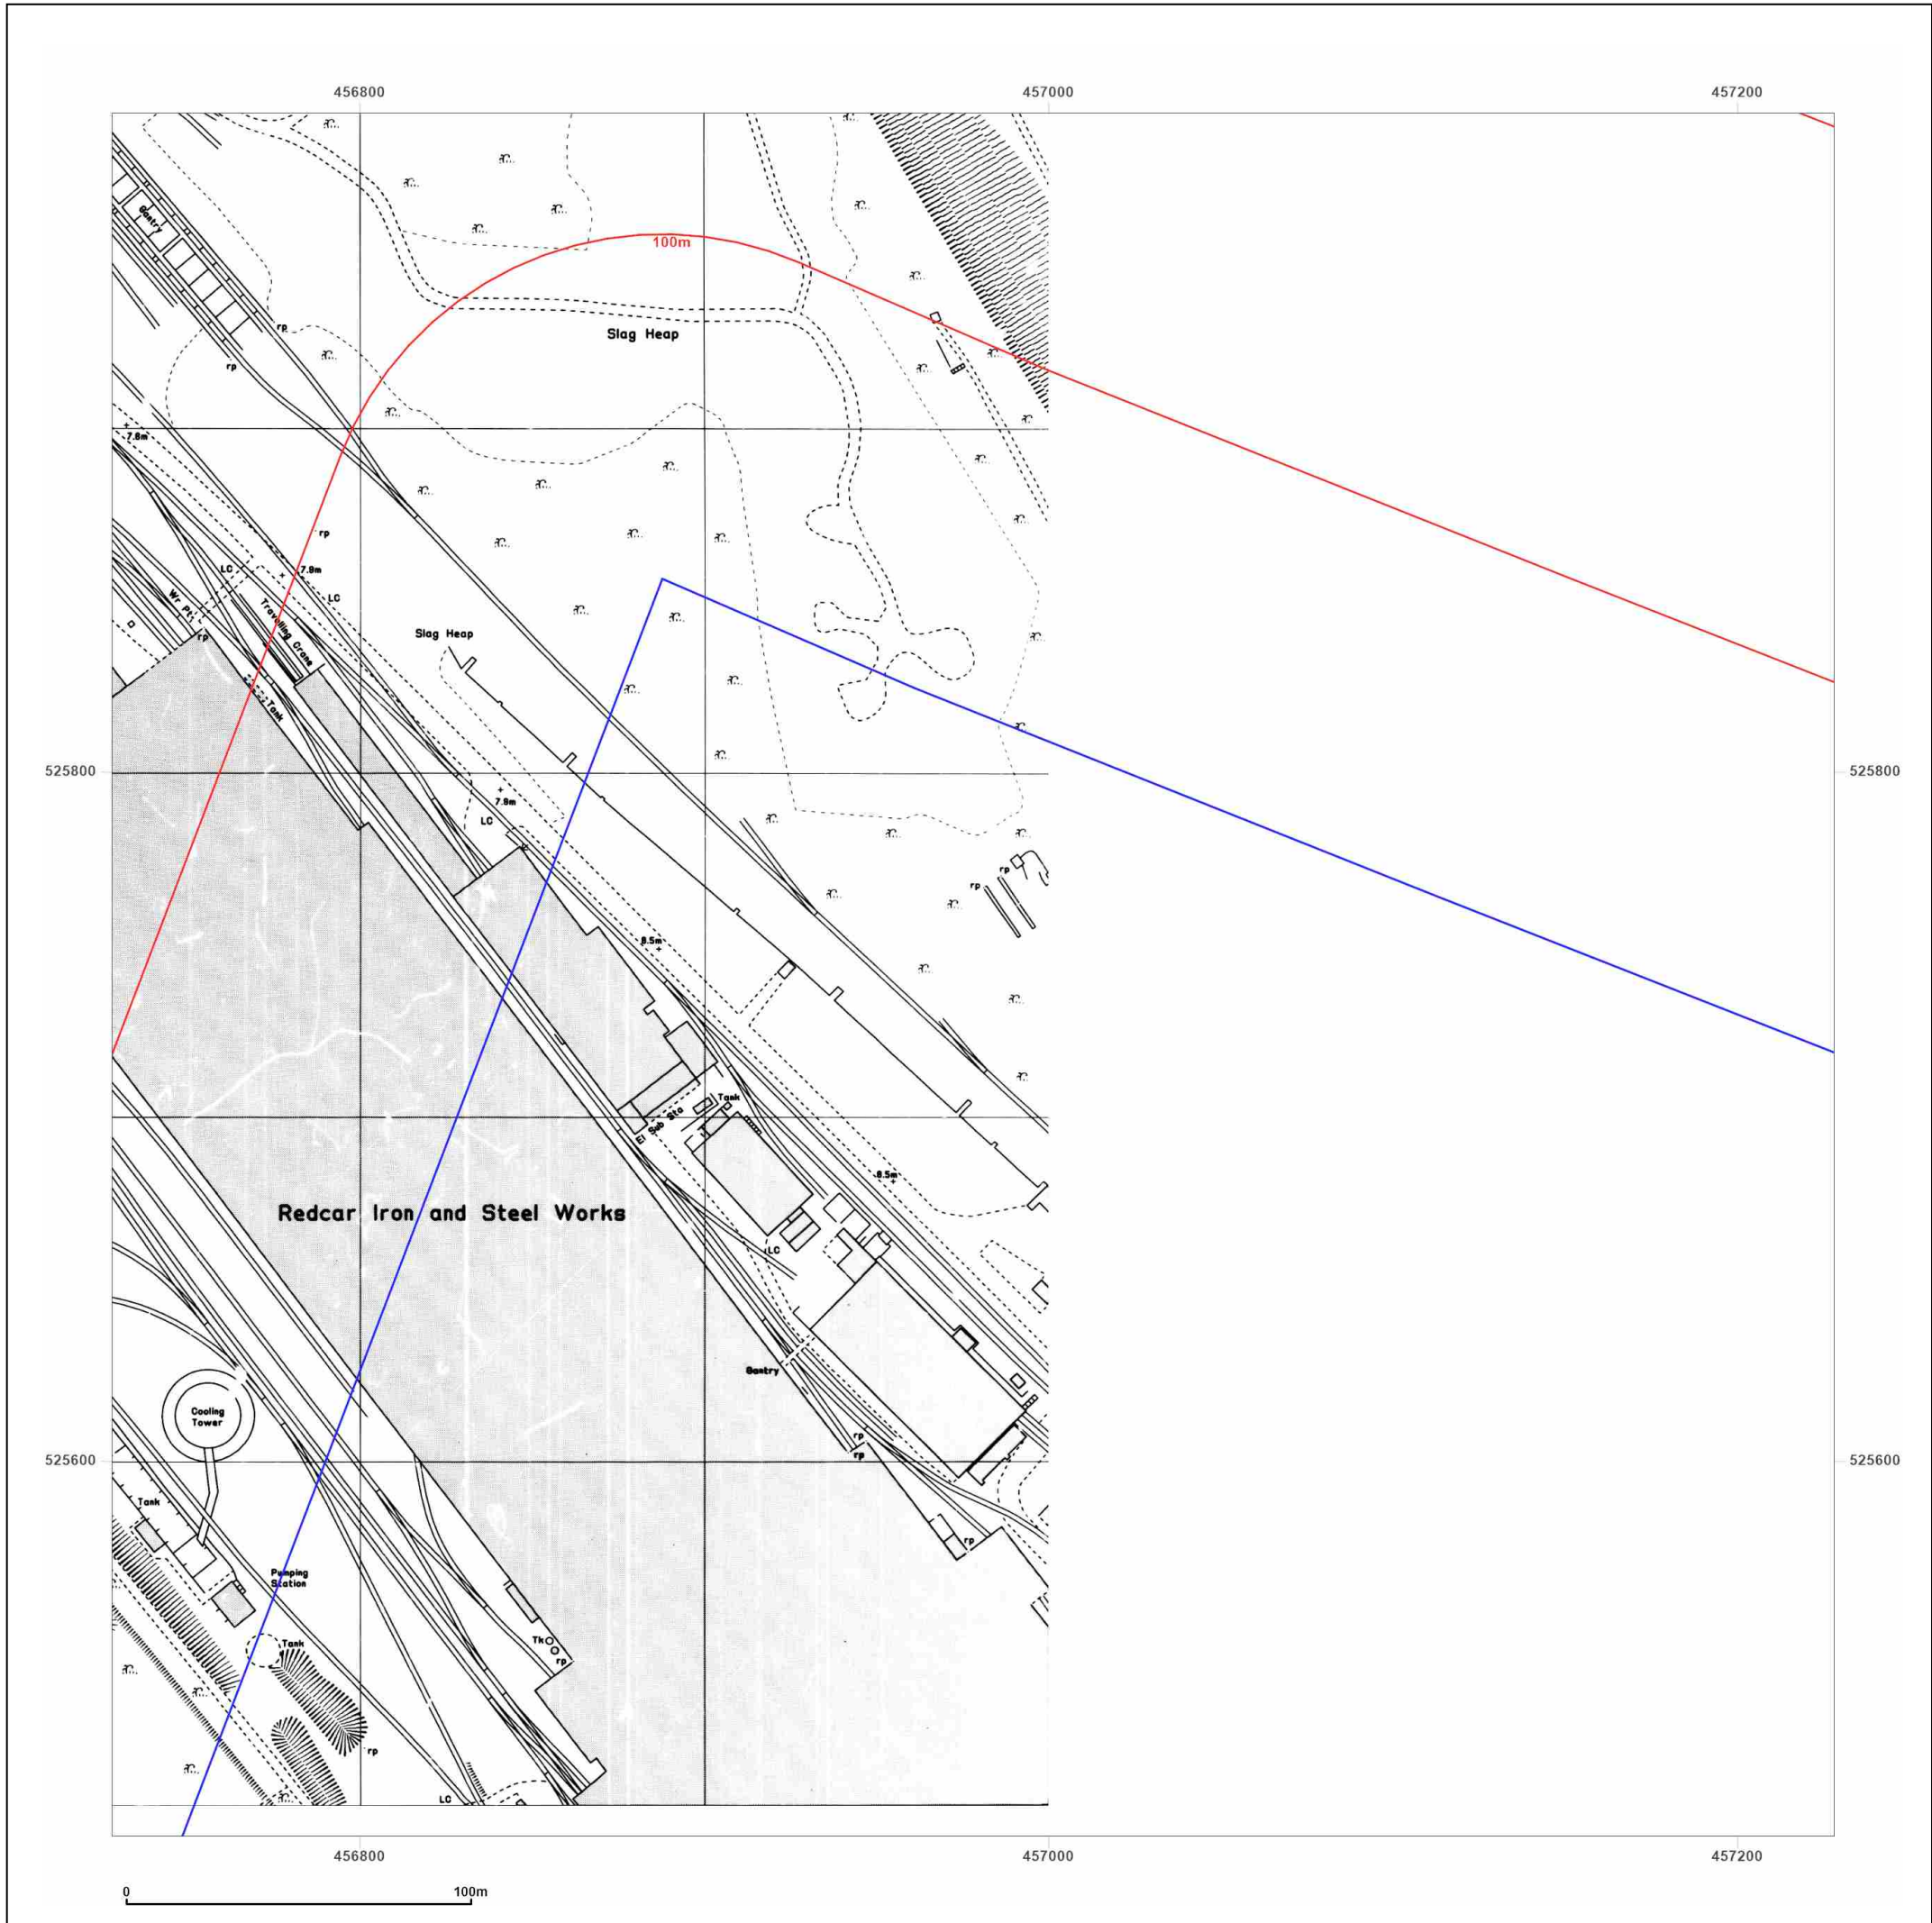 456800
457000
457200
Gantry
100m
rp
Slag Heap
rp
7.8m
rp
LC
7.9m
LC
Wr Pt
Travelling Crane
rp
Slag Heap
Tank
525800
525800
7.9m
LC
rp
rp
8.5m
Tank
El Sub Sta
8.5m
Redcar Iron and Steel Works
LC
Gantry
Cooling
Tower
rp
rp
525600
525600
Tank
rp
Pumping
Station
Tank
Tk
rp
rp
LC
456800
457000
457200
0
100m